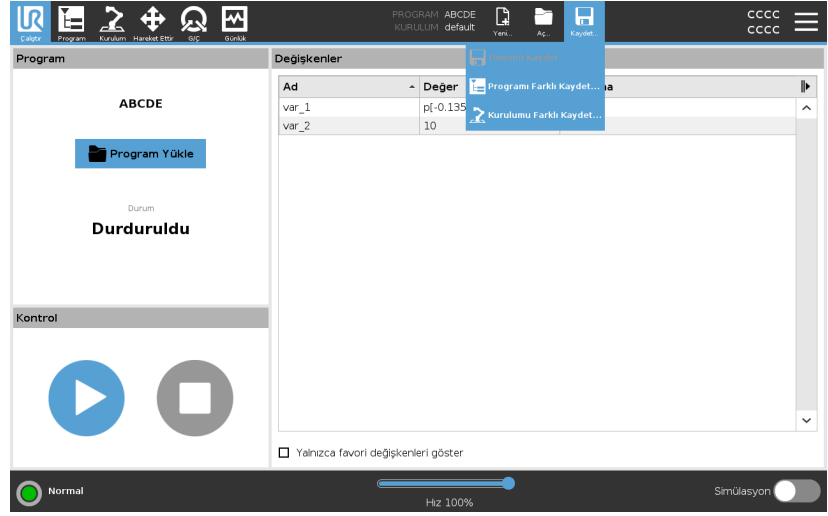 UR
Çalıştır
Program
Kurulum
Hareket Ettir
G/Ç
Günlük
PROGRAM ABCDE
KURULUM default
Yeni...
Aç...
Kaydet...
cccc
cccc
Tümünü Kaydet
Programı Farklı Kaydet...
Kurulumu Farklı Kaydet...
Program
ABCDE
Program Yükle
Durum
Durduruldu
Kontrol
Değişkenler
Ad
Değer
var_1
p[-0.135
var_2
10
Yalnızca favori değişkenleri göster
Normal
Hız 100%
Simülasyon